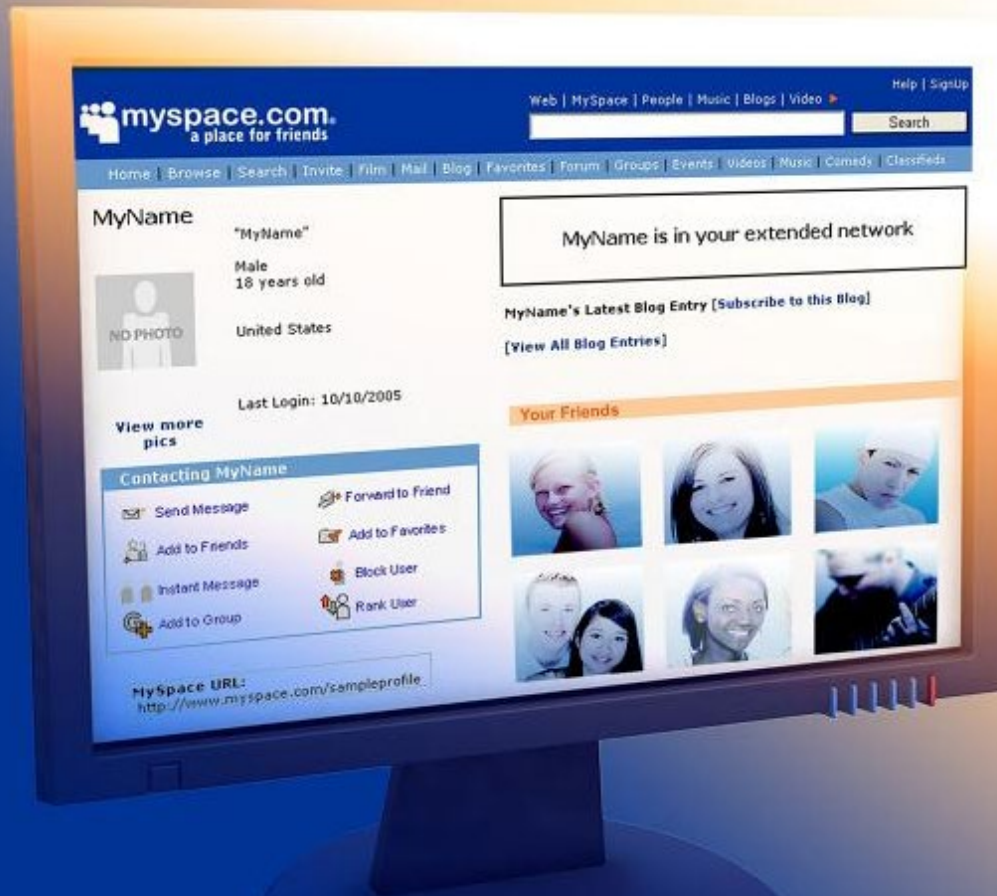 Help | SignUp
myspace.com.
a place for friends
Web | MySpace | People | Music | Blogs | Video
Search
Home | Browse | Search | Invite | Film | Mail | Blog | Favorites | Forum | Groups | Events | Videos | Music | Comedy | Classifieds
MyName
"MyName"
Male
18 years old
United States
Last Login: 10/10/2005
NO PHOTO
View more
pics
Contacting MyName
Send Message
Forward to Friend
Add to Friends
Add to Favorites
Instant Message
Block User
Add to Group
Rank User
MySpace URL:
http://www.myspace.com/sampleprofile
MyName is in your extended network
MyName's Latest Blog Entry [Subscribe to this Blog]
[View All Blog Entries]
Your Friends